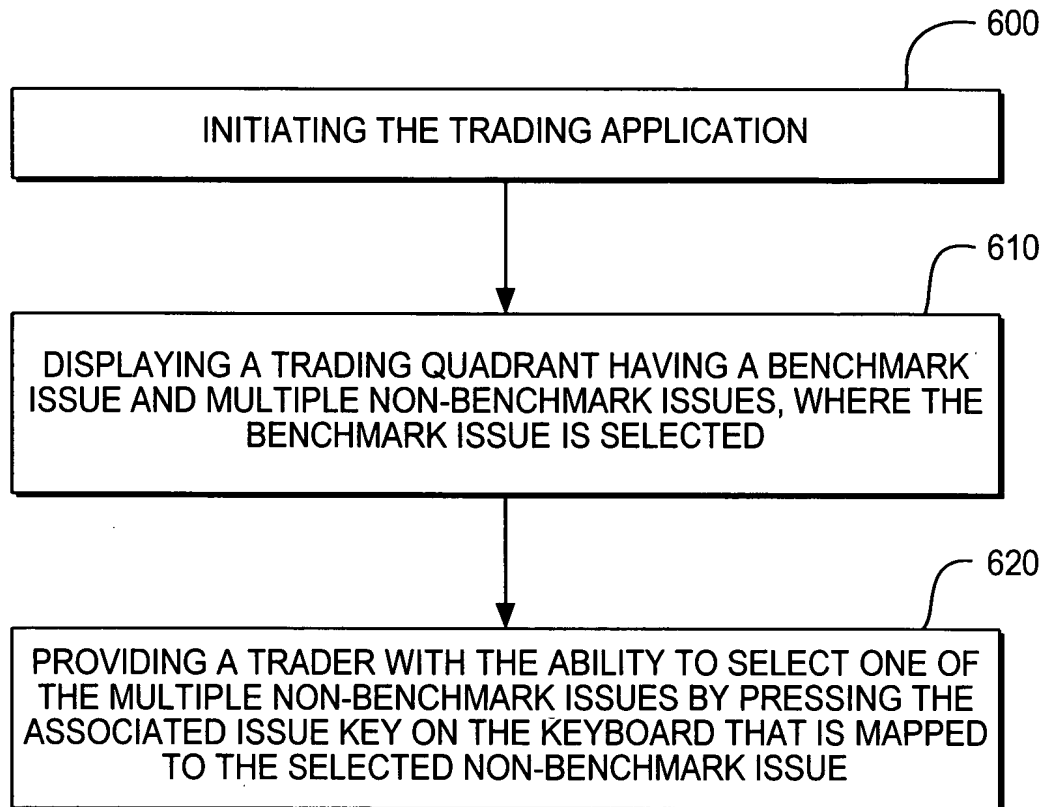 600
INITIATING THE TRADING APPLICATION
610
DISPLAYING A TRADING QUADRANT HAVING A BENCHMARK
ISSUE AND MULTIPLE NON-BENCHMARK ISSUES, WHERE THE
BENCHMARK ISSUE IS SELECTED
620
PROVIDING A TRADER WITH THE ABILITY TO SELECT ONE OF
THE MULTIPLE NON-BENCHMARK ISSUES BY PRESSING THE
ASSOCIATED ISSUE KEY ON THE KEYBOARD THAT IS MAPPED
TO THE SELECTED NON-BENCHMARK ISSUE